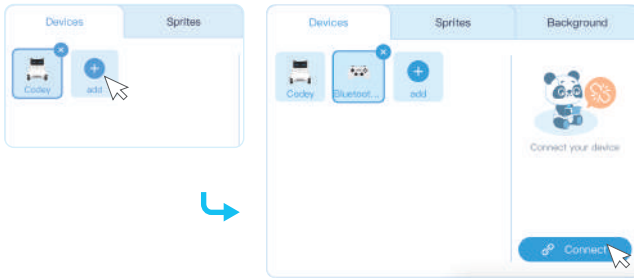 Devices
Sprites
Codey
add
Devices
Sprites
Background
Codey
Bluetoot...
add
Connect your device
Connect